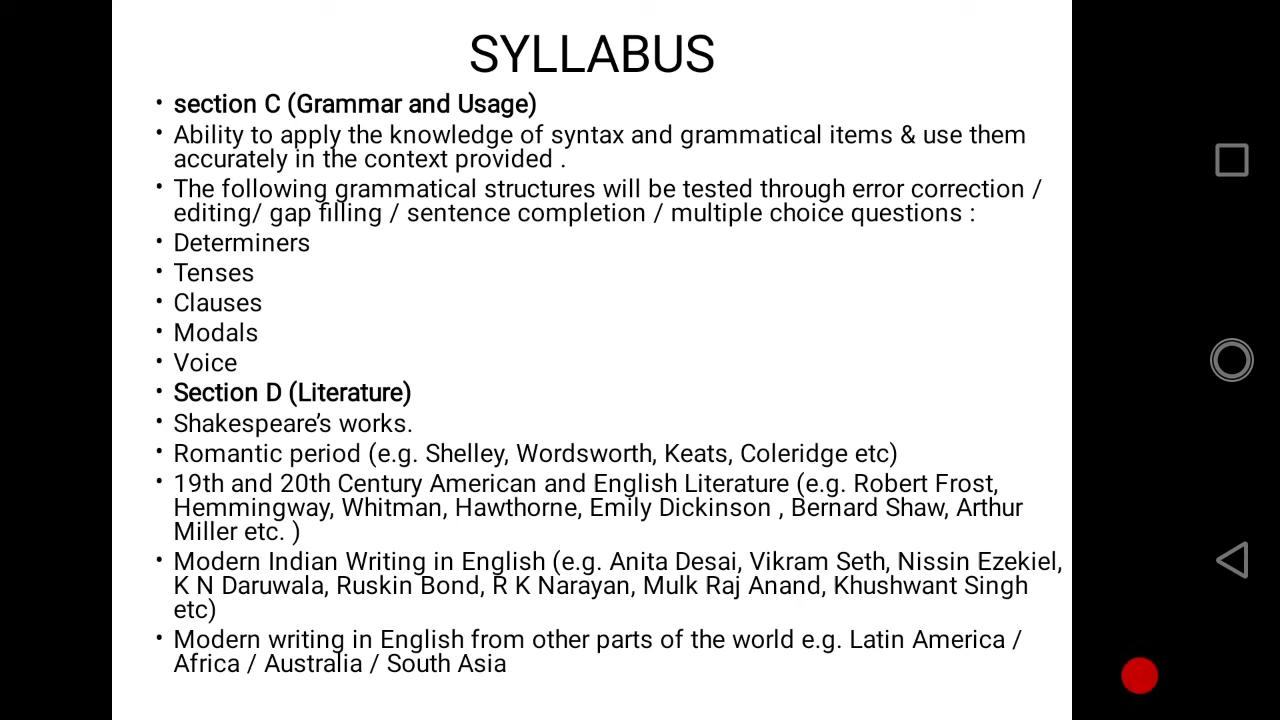 SYLLABUS
• section C (Grammar and Usage)
• Ability to apply the knowledge of syntax and grammatical items & use them
accurately in the context provided .
• The following grammatical structures will be tested through error correction /
editing/ gap filling / sentence completion / multiple choice questions :
• Determiners
• Tenses
• Clauses
• Modals
• Voice
• Section D (Literature)
• Shakespeare’s works.
• Romantic period (e.g. Shelley, Wordsworth, Keats, Coleridge etc)
• 19th and 20th Century American and English Literature (e.g. Robert Frost,
Hemmingway, Whitman, Hawthorne, Emily Dickinson , Bernard Shaw, Arthur
Miller etc. )
• Modern Indian Writing in English (e.g. Anita Desai, Vikram Seth, Nissin Ezekiel,
K N Daruwala, Ruskin Bond, R K Narayan, Mulk Raj Anand, Khushwant Singh
etc)
• Modern writing in English from other parts of the world e.g. Latin America /
Africa / Australia / South Asia